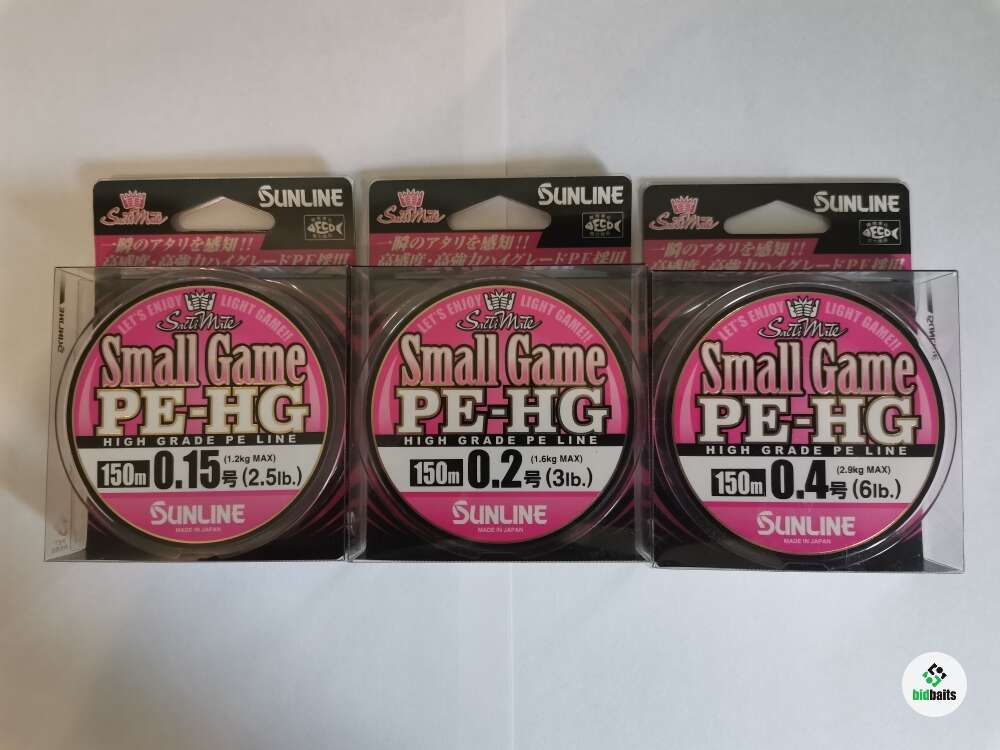 SaltiMate
SUNLINE
ECO
一瞬のアタリを感知!!
高感度・高強力ハイグレードPE採用
LET'S ENJOY LIGHT GAME!!
SaltiMate
Small Game
PE-HG
HIGH GRADE PE LINE
150m 0.15号 (1.2kg MAX) (2.5lb.)
SUNLINE
MADE IN JAPAN
SaltiMate
SUNLINE
ECO
一瞬のアタリを感知!!
高感度・高強力ハイグレードPE採用
LET'S ENJOY LIGHT GAME!!
SaltiMate
Small Game
PE-HG
HIGH GRADE PE LINE
150m 0.2号 (1.6kg MAX) (3lb.)
SUNLINE
MADE IN JAPAN
SaltiMate
SUNLINE
ECO
一瞬のアタリを感知!!
高感度・高強力ハイグレードPE採用
LET'S ENJOY LIGHT GAME!!
SaltiMate
Small Game
PE-HG
HIGH GRADE PE LINE
150m 0.4号 (2.9kg MAX) (6lb.)
SUNLINE
MADE IN JAPAN
SUNLINE
bidbaits